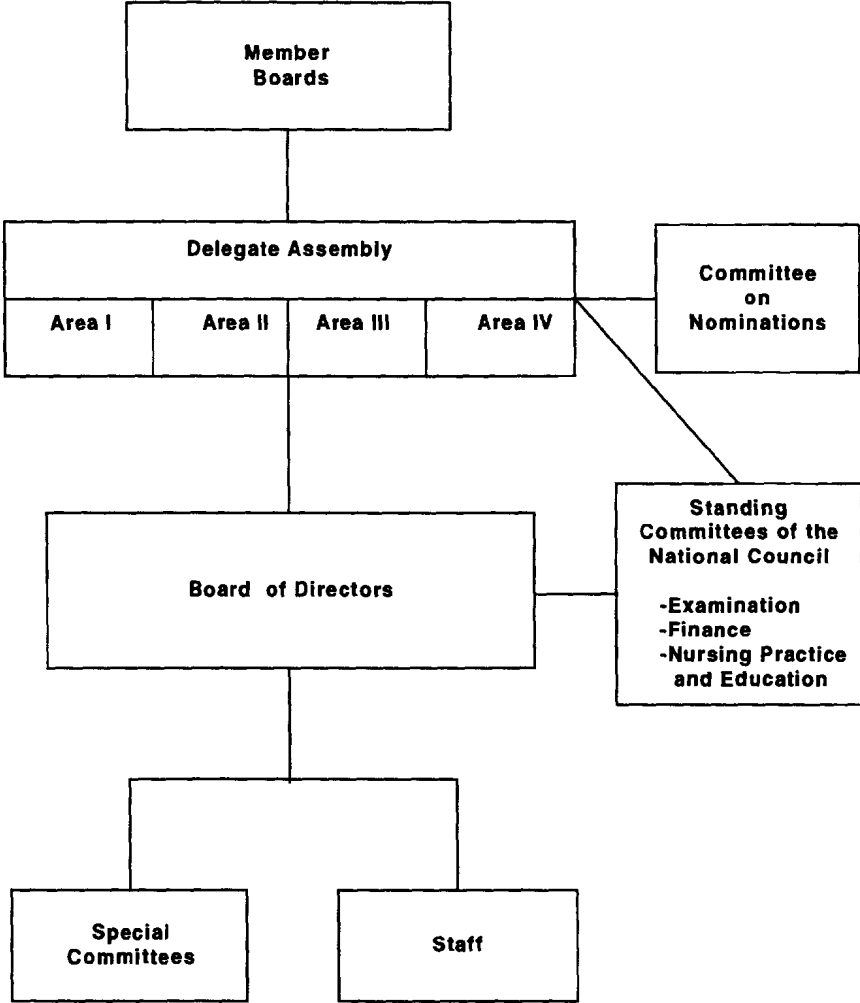 Member
Boards
Delegate Assembly
Area I
Area II
Area III
Area IV
Committee
on
Nominations
Standing
Committees of the
National Council
-Examination
-Finance
-Nursing Practice
and Education
Board of Directors
Special
Committees
Staff